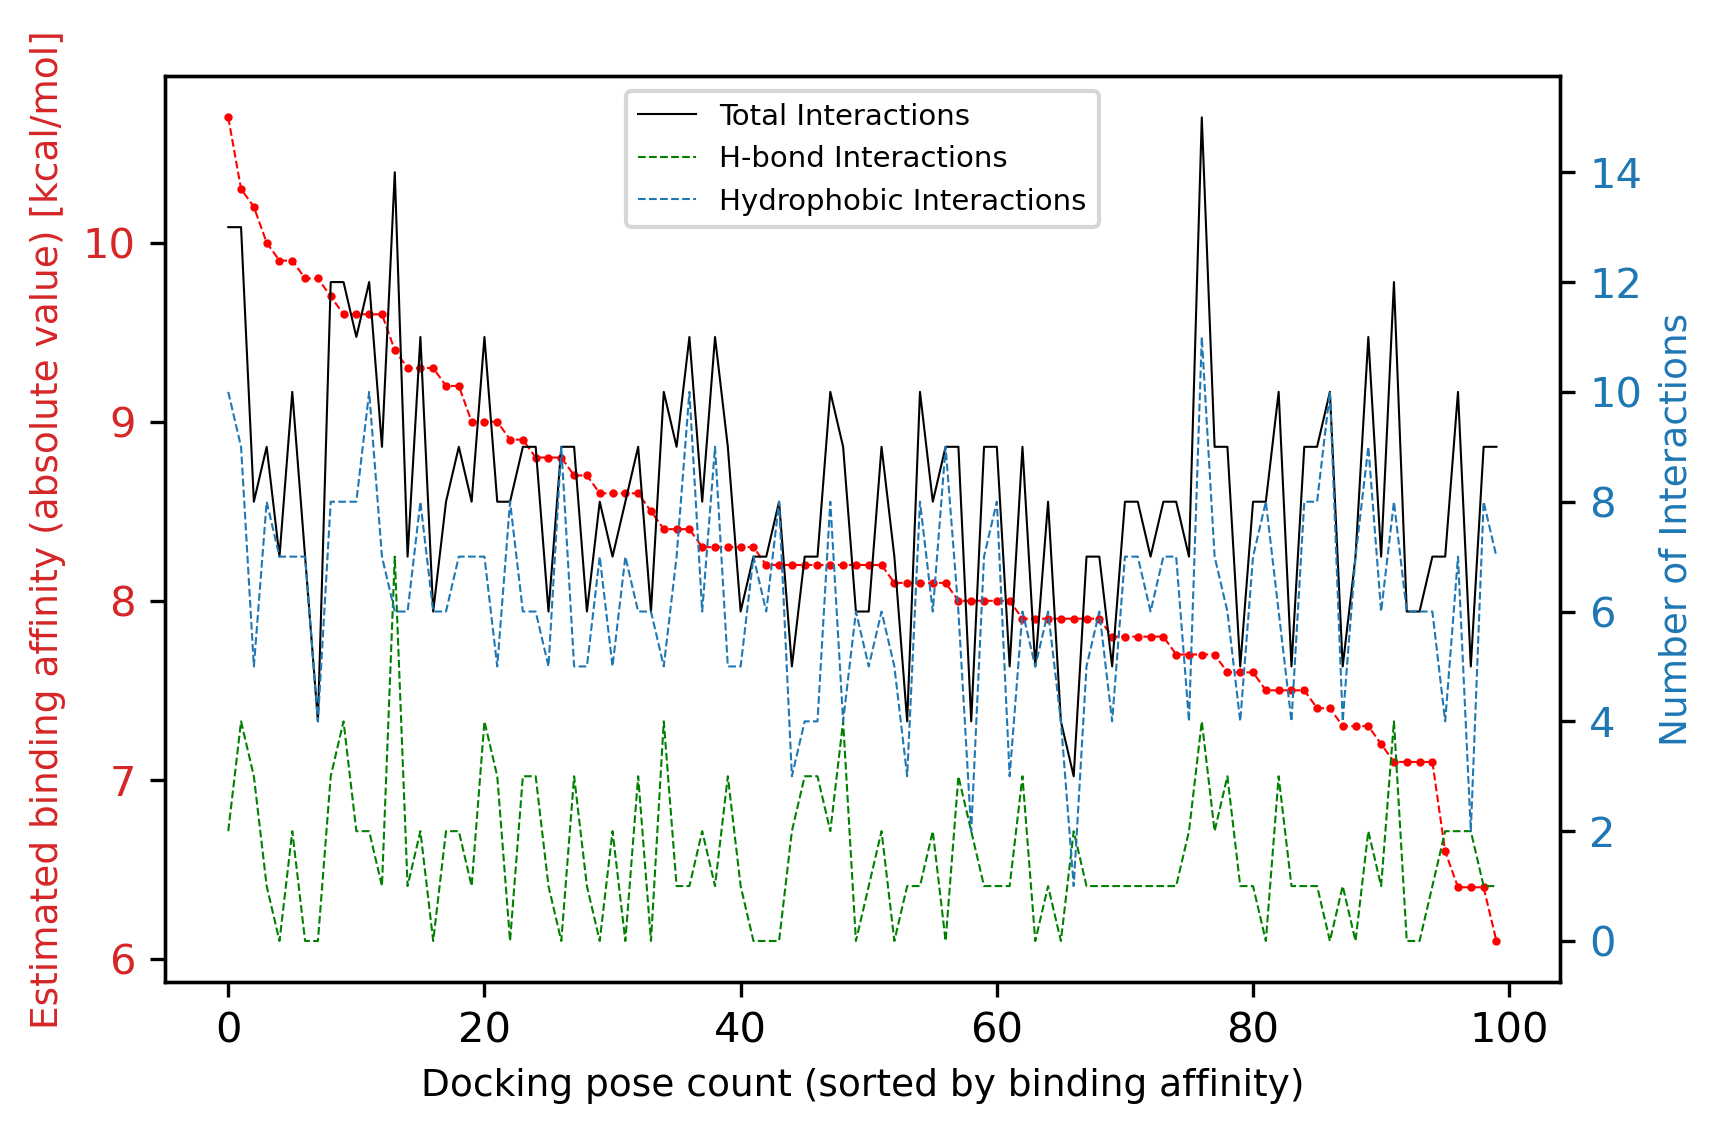 Estimated binding affinity (absolute value) [kcal/mol]
10
9
8
7
6
Total Interactions
H-bond Interactions
Hydrophobic Interactions
14
12
10
8
6
4
2
0
Number of Interactions
0 20 40 60 80 100
Docking pose count (sorted by binding affinity)